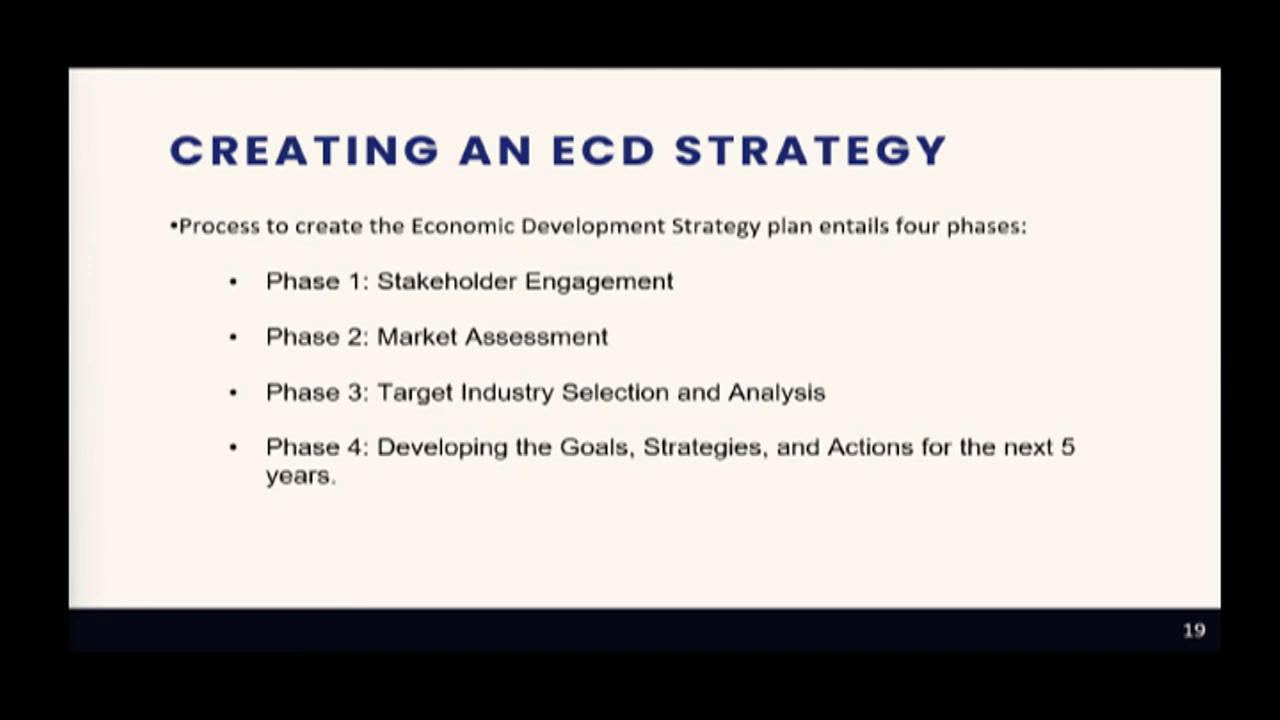 CREATING AN ECD STRATEGY
•Process to create the Economic Development Strategy plan entails four phases:
• Phase 1: Stakeholder Engagement
• Phase 2: Market Assessment
• Phase 3: Target Industry Selection and Analysis
• Phase 4: Developing the Goals, Strategies, and Actions for the next 5
years.
19